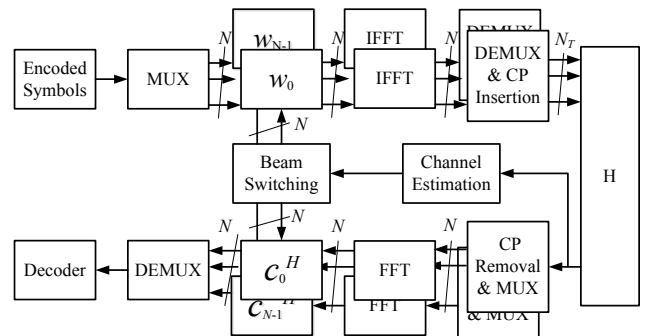 N
N
N
w_{N-1}
IFFT
DEMUX
Encoded
Symbols
MUX
w_0
IFFT
DEMUX
& CP
Insertion
N_T
H
N
Beam
Switching
Channel
Estimation
N
N
N
N
Decoder
DEMUX
c_0^H
FFT
CP
Removal
& MUX
c_{N-1}^H
FFT
& MUX